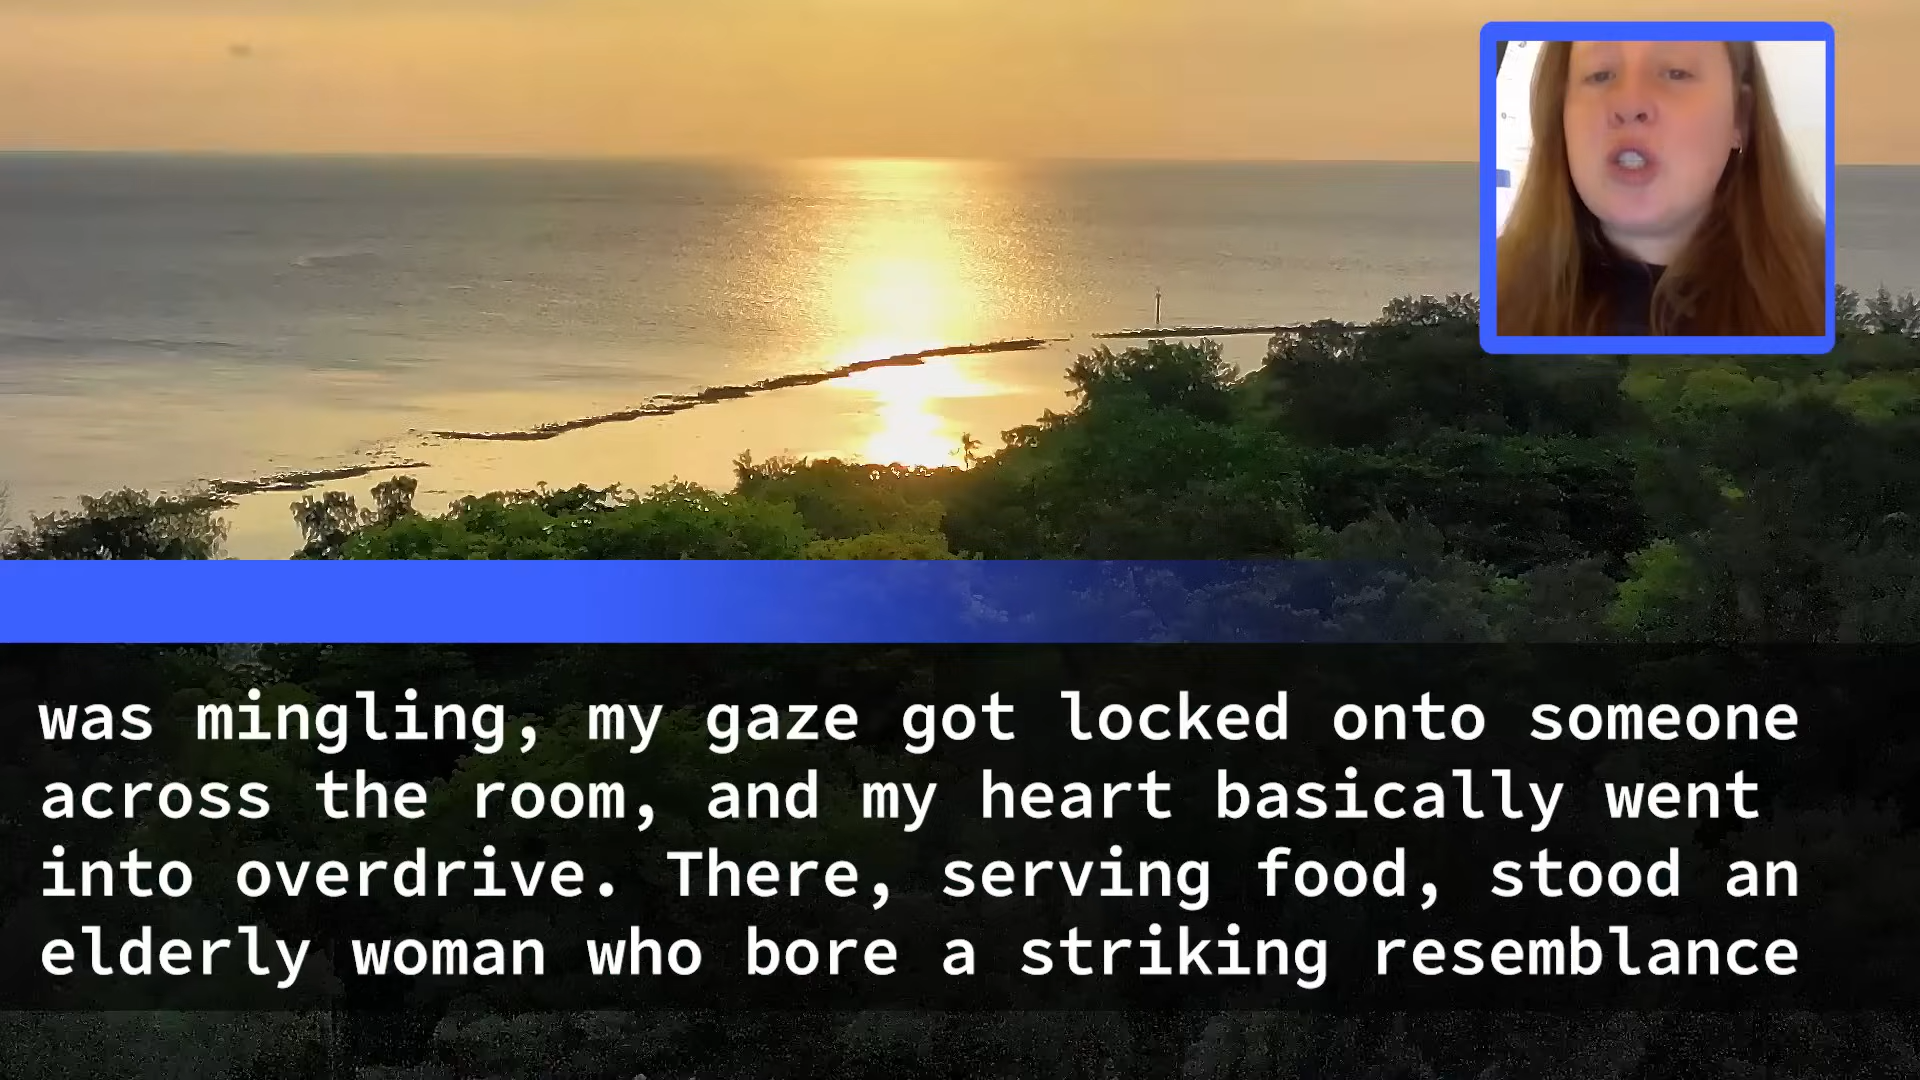 was mingling, my gaze got locked onto someone
across the room, and my heart basically went
into overdrive. There, serving food, stood an
elderly woman who bore a striking resemblance